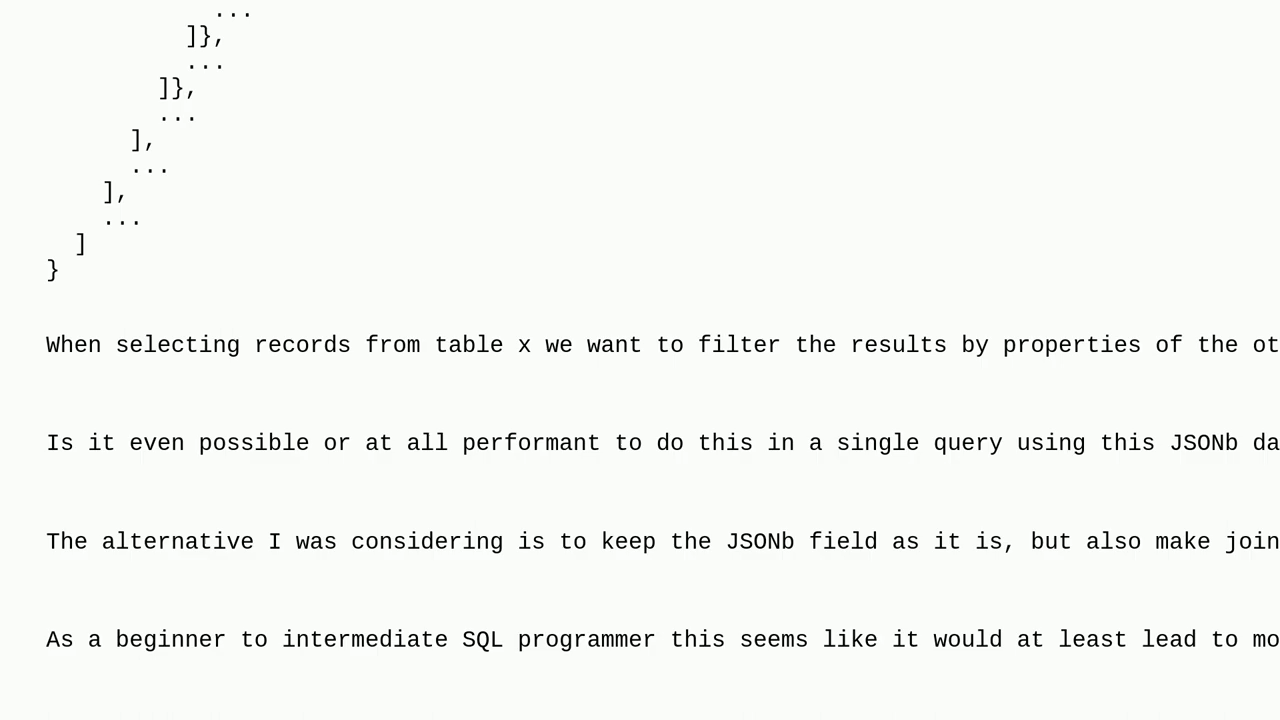 ...
]},
...
]},
...
],
...
],
...
]
}
When selecting records from table x we want to filter the results by properties of the
Is it even possible or at all performant to do this in a single query using this JSONb
The alternative I was considering is to keep the JSONb field as it is, but also make join
As a beginner to intermediate SQL programmer this seems like it would at least lead to